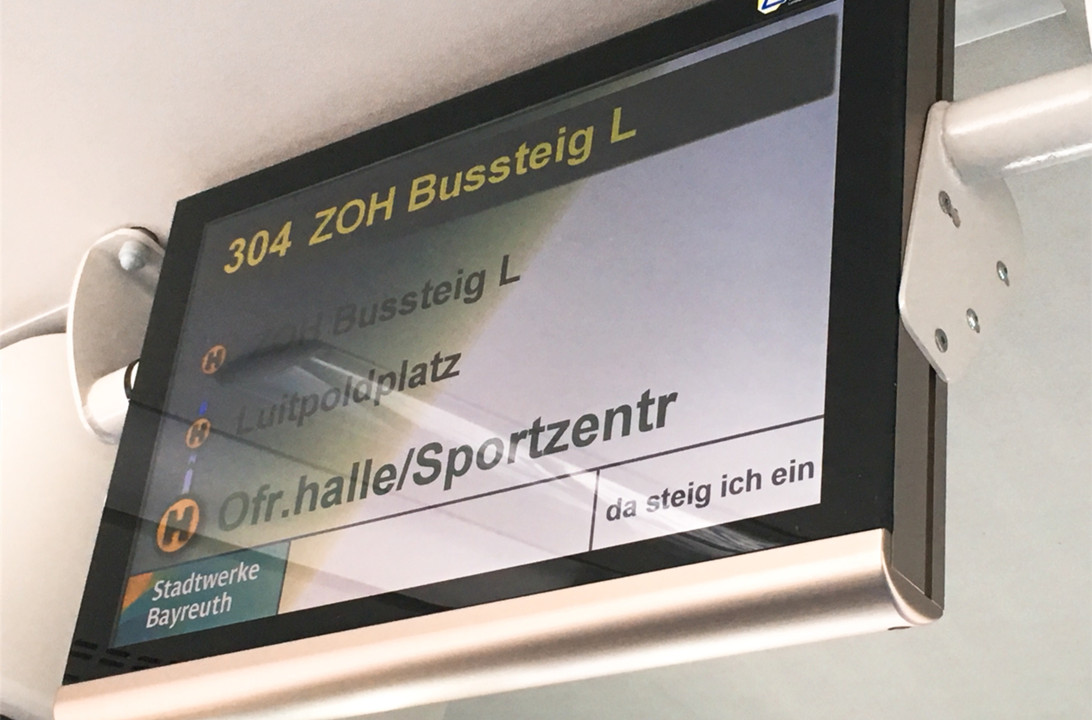 304 ZOH Bussteig L
ZOH Bussteig L
H
Luitpoldplatz
H
Ofr.halle/Sportzentr
H
da steig ich ein
Stadtwerke
Bayreuth